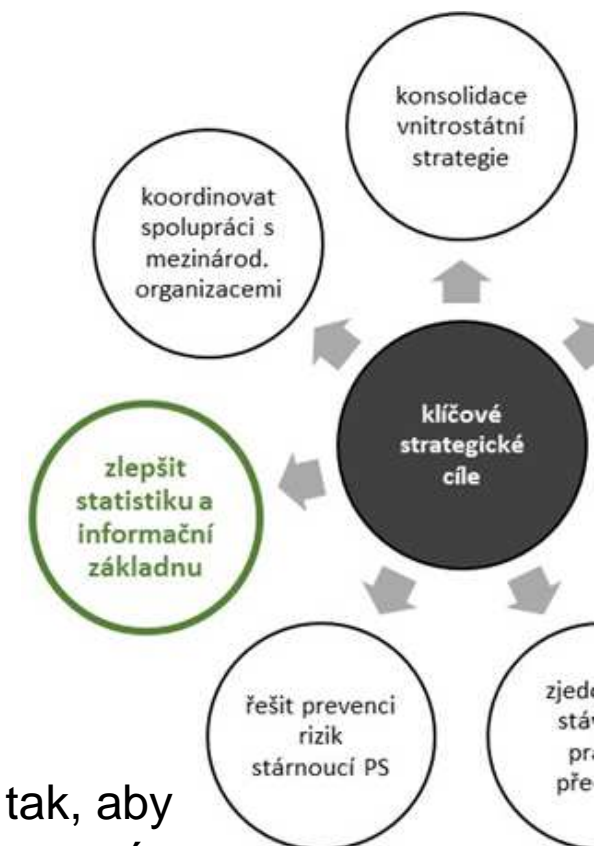 konsolidace
vnitrostátní
strategie
koordinovat
spolupráci s
mezinárod.
organizacemi
klíčové
strategické
cíle
zlepšit
statistiku a
informační
základnu
řešit prevenci
rizik
stárnoucí PS
tak, aby